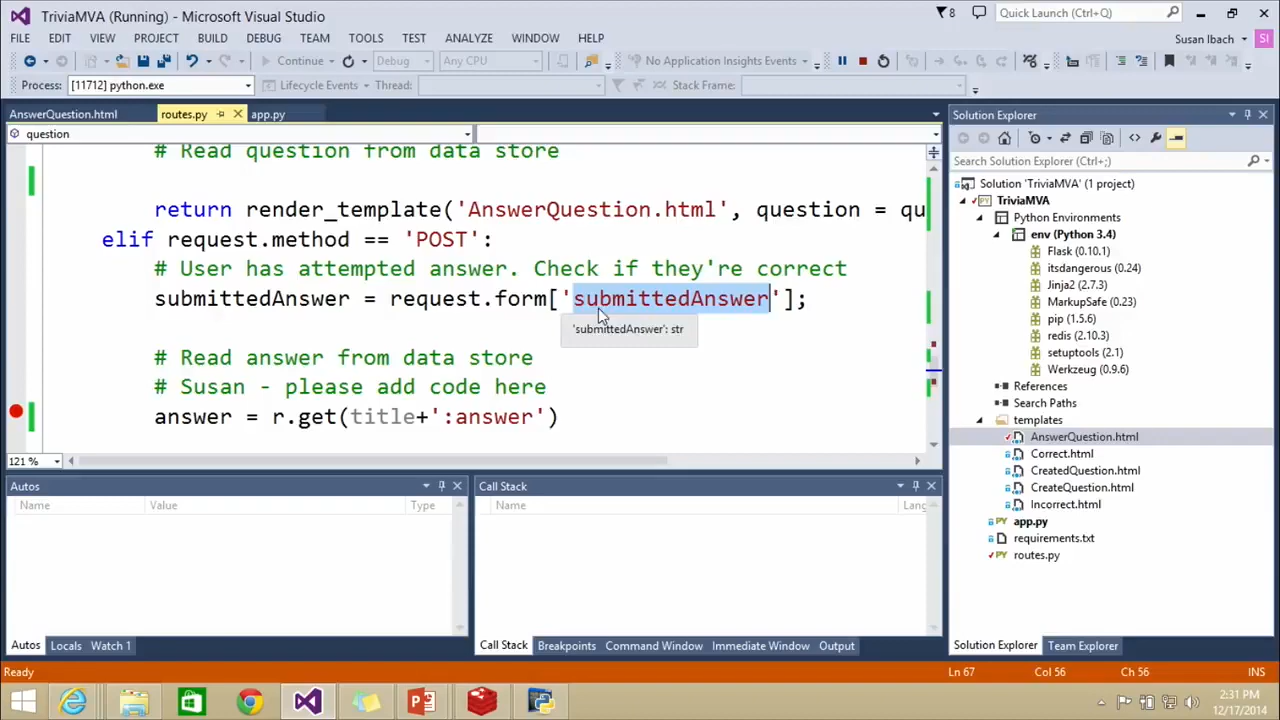 TriviaMVA (Running) - Microsoft Visual Studio
8
Quick Launch (Ctrl+Q)
FILE EDIT VIEW PROJECT BUILD DEBUG TEAM TOOLS TEST ANALYZE WINDOW HELP
Susan Ibach
SI
Continue
Debug
Any CPU
No Application Insights Events
Process: [11712] python.exe
Lifecycle Events
Thread:
Stack Frame:
AnswerQuestion.html
routes.py
app.py
question
# Read question from data store
return render_template('AnswerQuestion.html', question = qu
elif request.method == 'POST':
# User has attempted answer. Check if they're correct
submittedAnswer = request.form['submittedAnswer'];
'submittedAnswer': str
# Read answer from data store
# Susan - please add code here
answer = r.get(title+':answer')
121 %
Autos
Name Value Type
Autos Locals Watch 1
Call Stack
Name Lang
Call Stack Breakpoints Command Window Immediate Window Output
Solution Explorer
Search Solution Explorer (Ctrl+;)
Solution 'TriviaMVA' (1 project)
TriviaMVA
Python Environments
env (Python 3.4)
Flask (0.10.1)
itsdangerous (0.24)
Jinja2 (2.7.3)
MarkupSafe (0.23)
pip (1.5.6)
redis (2.10.3)
setuptools (2.1)
Werkzeug (0.9.6)
References
Search Paths
templates
AnswerQuestion.html
Correct.html
CreatedQuestion.html
CreateQuestion.html
Incorrect.html
app.py
requirements.txt
routes.py
Solution Explorer Team Explorer
Ready
Ln 67 Col 56 Ch 56 INS
2:31 PM
12/17/2014